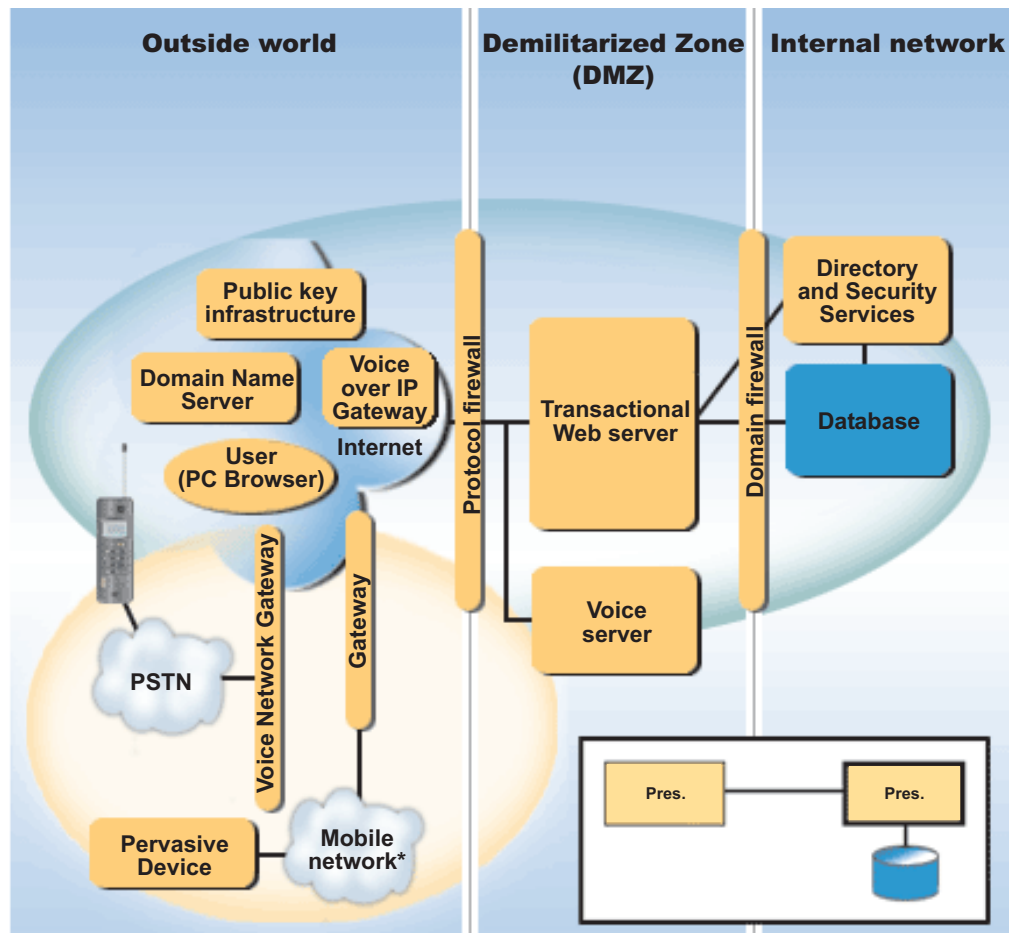 Outside world
Demilitarized Zone
(DMZ)
Internal network
Public key
infrastructure
Domain Name
Server
Voice
over IP
Gateway
Internet
User
(PC Browser)
Protocol firewall
Transactional
Web server
Domain firewall
Directory
and Security
Services
Database
Voice
server
Voice Network Gateway
Gateway
PSTN
Mobile
network*
Pervasive
Device
Pres.
Pres.